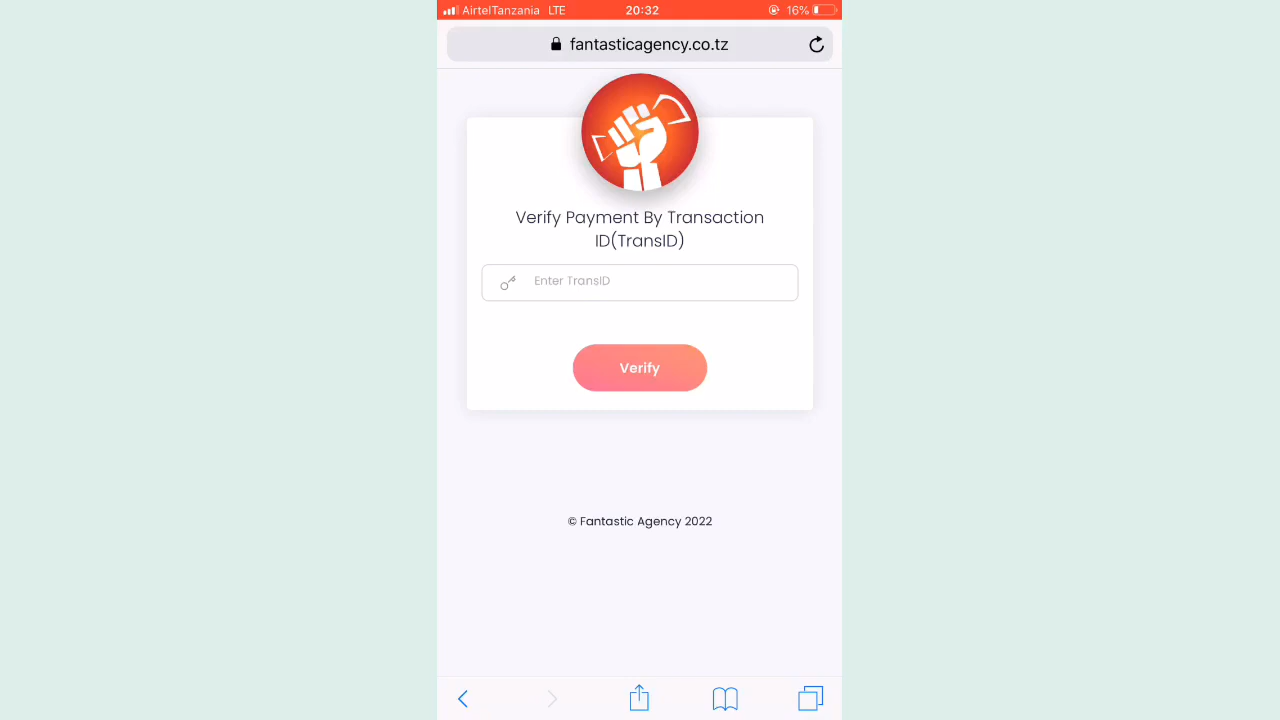 AirtelTanzania LTE 20:32 16%
fantasticagency.co.tz
Verify Payment By Transaction
ID(TransID)
Enter TransID
Verify
© Fantastic Agency 2022